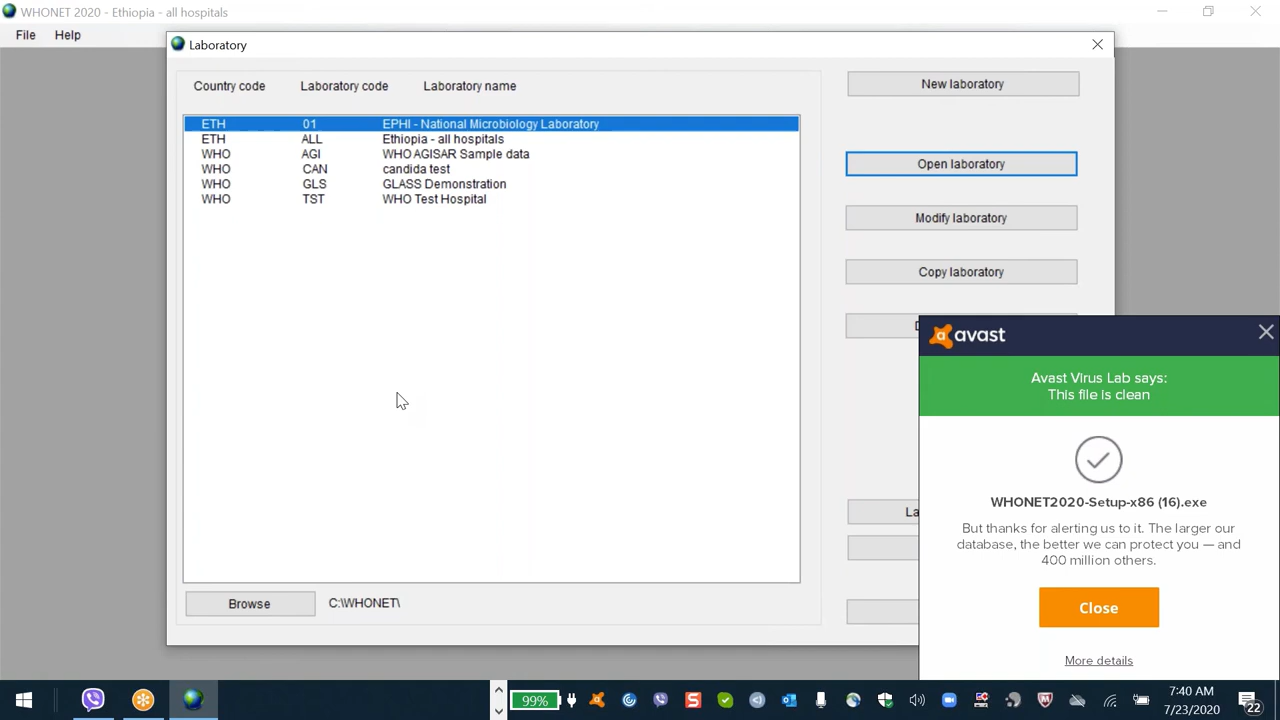 WHONET 2020 - Ethiopia - all hospitals
File Help
Laboratory
Country code Laboratory code Laboratory name
ETH 01 EPHI - National Microbiology Laboratory
ETH ALL Ethiopia - all hospitals
WHO AGI WHO AGISAR Sample data
WHO CAN candida test
WHO GLS GLASS Demonstration
WHO TST WHO Test Hospital
Browse C:\WHONET\
New laboratory
Open laboratory
Modify laboratory
Copy laboratory
avast
Avast Virus Lab says:
This file is clean
WHONET2020-Setup-x86 (16).exe
But thanks for alerting us to it. The larger our
database, the better we can protect you — and
400 million others.
Close
More details
99%
7:40 AM
7/23/2020
22